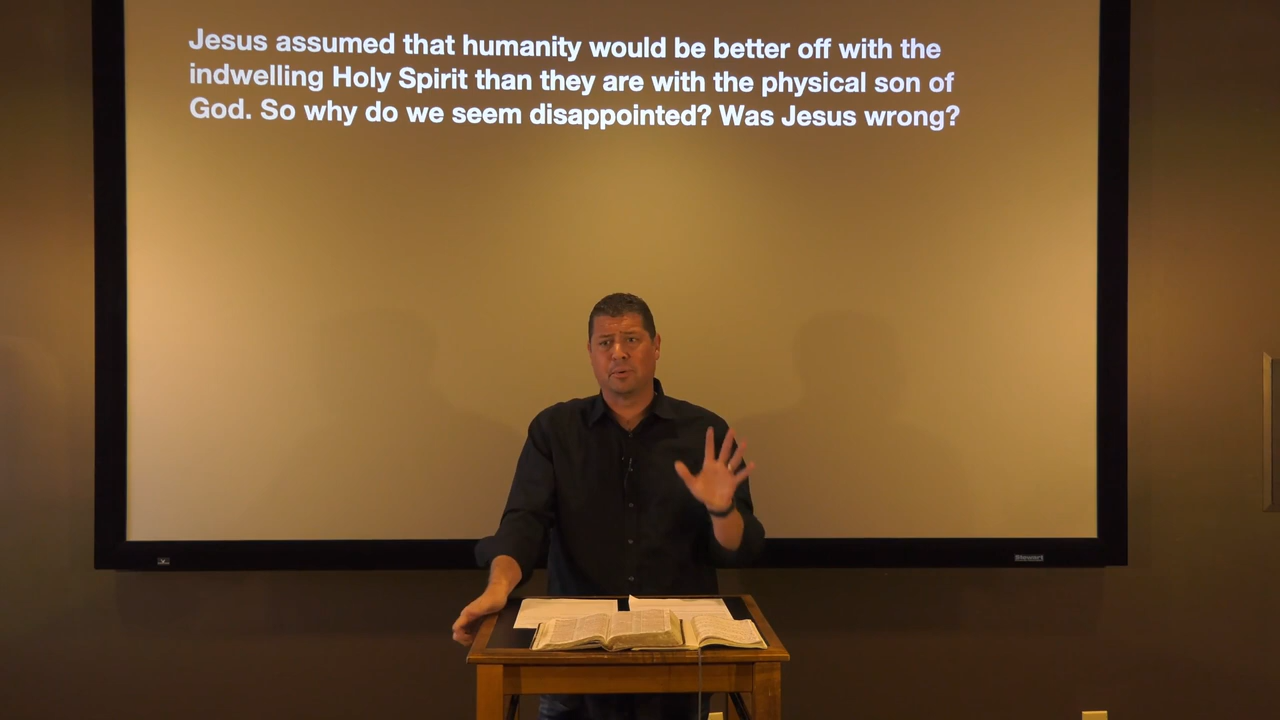 Jesus assumed that humanity would be better off with the
indwelling Holy Spirit than they are with the physical son of
God. So why do we seem disappointed? Was Jesus wrong?
Stewart